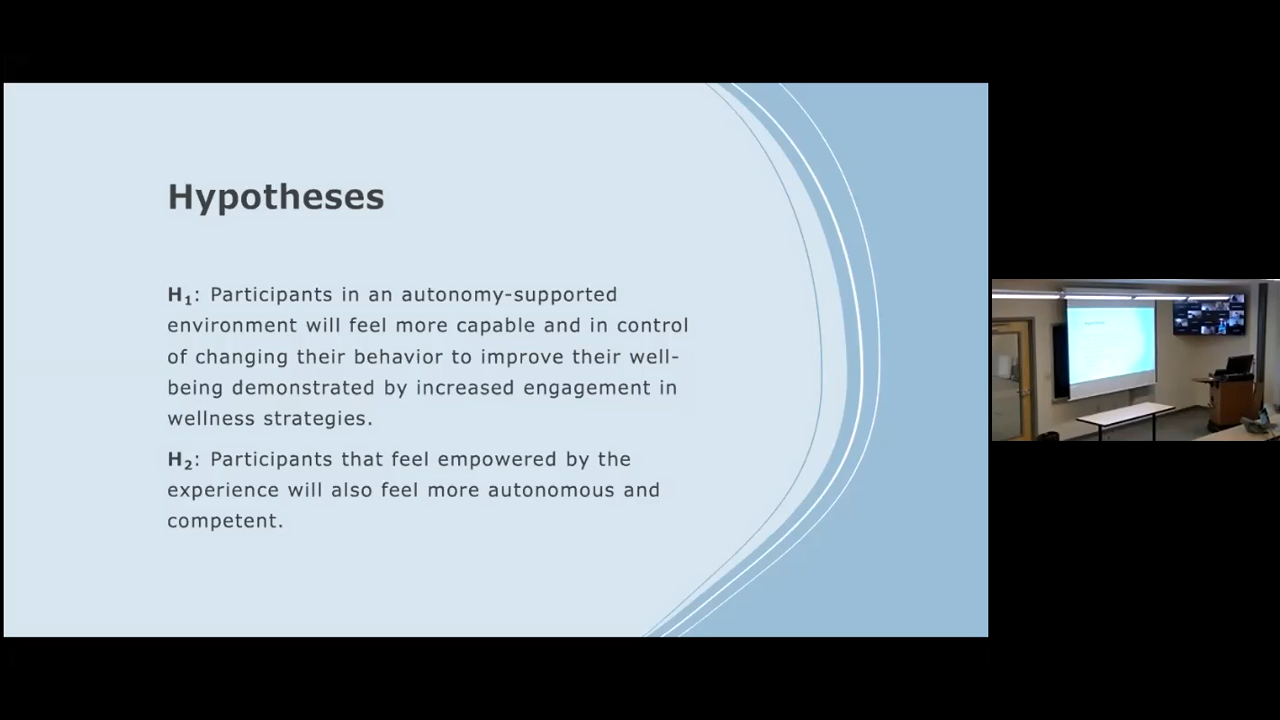 Hypotheses
H1: Participants in an autonomy-supported
environment will feel more capable and in control
of changing their behavior to improve their well-
being demonstrated by increased engagement in
wellness strategies.
H2: Participants that feel empowered by the
experience will also feel more autonomous and
competent.